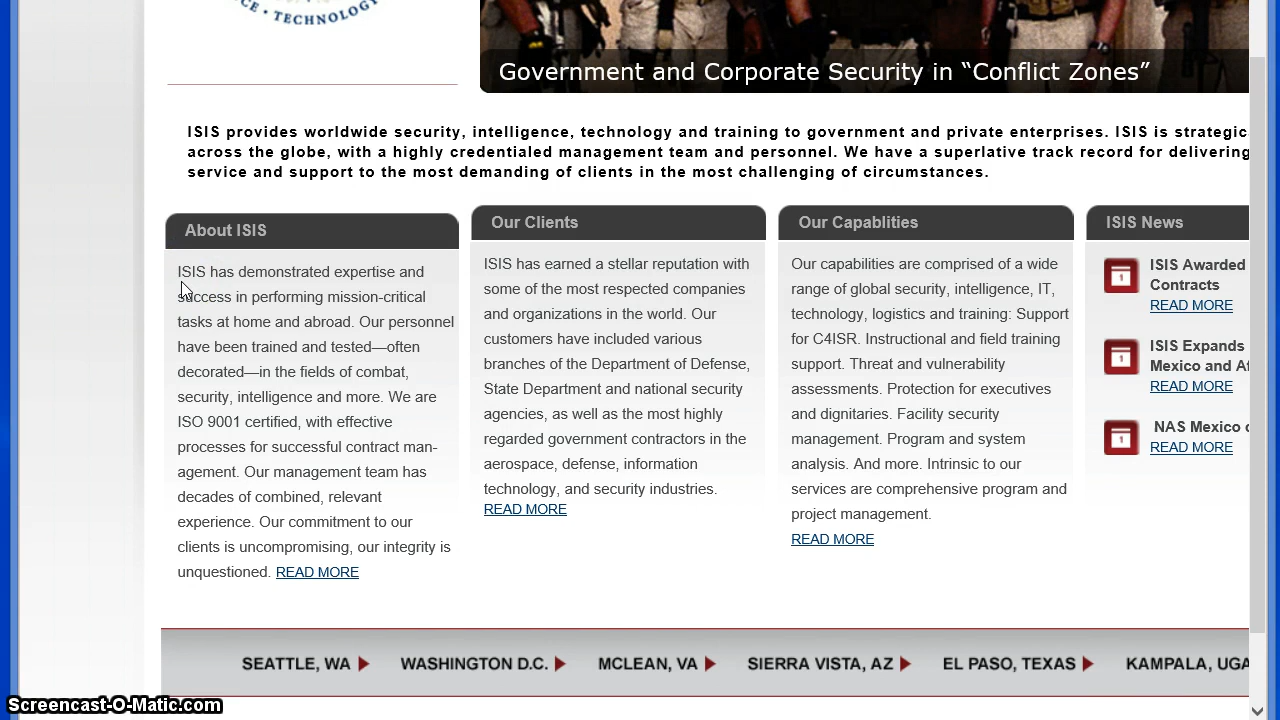 CE • TECHNOLOGY
Government and Corporate Security in “Conflict Zones”
ISIS provides worldwide security, intelligence, technology and training to government and private enterprises. ISIS is strategic
across the globe, with a highly credentialed management team and personnel. We have a superlative track record for delivering
service and support to the most demanding of clients in the most challenging of circumstances.
About ISIS
ISIS has demonstrated expertise and
success in performing mission-critical
tasks at home and abroad. Our personnel
have been trained and tested—often
decorated—in the fields of combat,
security, intelligence and more. We are
ISO 9001 certified, with effective
processes for successful contract man-
agement. Our management team has
decades of combined, relevant
experience. Our commitment to our
clients is uncompromising, our integrity is
unquestioned. READ MORE
Our Clients
ISIS has earned a stellar reputation with
some of the most respected companies
and organizations in the world. Our
customers have included various
branches of the Department of Defense,
State Department and national security
agencies, as well as the most highly
regarded government contractors in the
aerospace, defense, information
technology, and security industries.
READ MORE
Our Capablities
Our capabilities are comprised of a wide
range of global security, intelligence, IT,
technology, logistics and training: Support
for C4ISR. Instructional and field training
support. Threat and vulnerability
assessments. Protection for executives
and dignitaries. Facility security
management. Program and system
analysis. And more. Intrinsic to our
services are comprehensive program and
project management.
READ MORE
ISIS News
1
ISIS Awarded
Contracts
READ MORE
1
ISIS Expands
Mexico and Af
READ MORE
1
NAS Mexico
READ MORE
SEATTLE, WA WASHINGTON D.C. MCLEAN, VA SIERRA VISTA, AZ EL PASO, TEXAS KAMPALA, UGA
Screencast-O-Matic.com